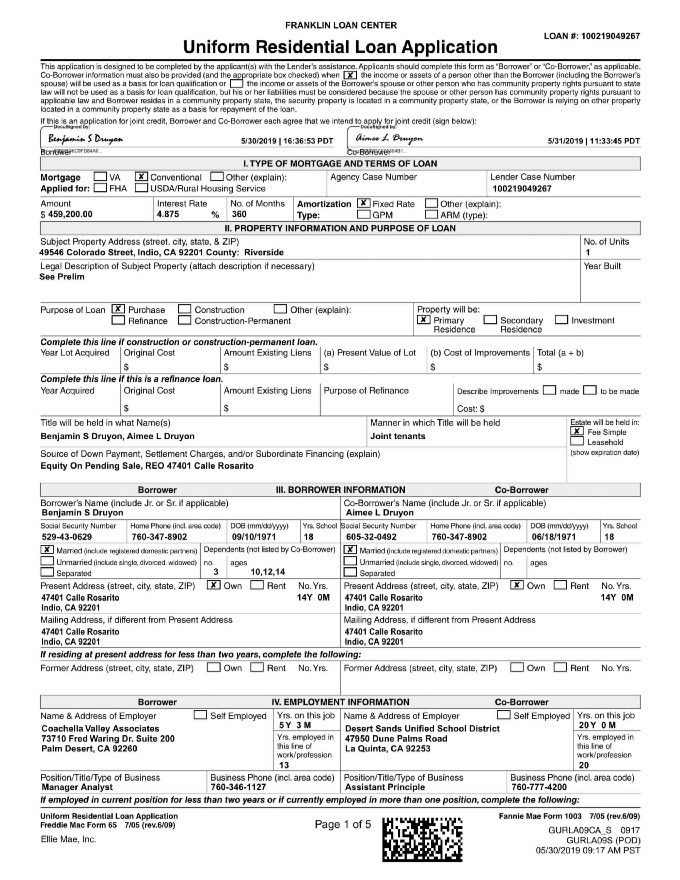 FRANKLIN LOAN CENTER
LOAN #: 100219049267
Uniform Residential Loan Application
This application is designed to be completed by the applicant(s) with the Lender's assistance. Applicants should complete this form as "Borrower" or "Co-Borrower," as applicable.
Co-Borrower information must also be provided (and the appropriate box checked) when [X] the income or assets of a person other than the Borrower (including the Borrower's
spouse) will be used as a basis for loan qualification or [ ] the income or assets of the Borrower's spouse or other person who has community property rights pursuant to state
law will not be used as a basis for loan qualification, but his or her liabilities must be considered because the spouse or other person has community property rights pursuant to
applicable law and Borrower resides in a community property state, the security property is located in a community property state, or the Borrower is relying on other property
located in a community property state as a basis for repayment of the loan.
If this is an application for joint credit, Borrower and Co-Borrower each agree that we intend to apply for joint credit (sign below):
DocuSigned by: DocuSigned by:
Benjamin S Druyon 5/30/2019 | 16:36:53 PDT Aimee L Druyon 5/31/2019 | 11:33:45 PDT
Borrower Co-Borrower
I. TYPE OF MORTGAGE AND TERMS OF LOAN
Mortgage [ ] VA [X] Conventional [ ] Other (explain): Agency Case Number Lender Case Number
Applied for: [ ] FHA [ ] USDA/Rural Housing Service 100219049267
Amount Interest Rate No. of Months Amortization [X] Fixed Rate [ ] Other (explain):
$ 459,200.00 4.875 % 360 Type: [ ] GPM [ ] ARM (type):
II. PROPERTY INFORMATION AND PURPOSE OF LOAN
Subject Property Address (street, city, state, & ZIP) No. of Units
49546 Colorado Street, Indio, CA 92201 County: Riverside 1
Legal Description of Subject Property (attach description if necessary) Year Built
See Prelim
Purpose of Loan [X] Purchase [ ] Construction [ ] Other (explain): Property will be:
[ ] Refinance [ ] Construction-Permanent [X] Primary Residence [ ] Secondary Residence [ ] Investment
Complete this line if construction or construction-permanent loan.
Year Lot Acquired Original Cost Amount Existing Liens (a) Present Value of Lot (b) Cost of Improvements Total (a + b)
$ $ $ $ $
Complete this line if this is a refinance loan.
Year Acquired Original Cost Amount Existing Liens Purpose of Refinance Describe Improvements [ ] made [ ] to be made
$ $ Cost: $
Title will be held in what Name(s) Manner in which Title will be held Estate will be held in:
Benjamin S Druyon, Aimee L Druyon Joint tenants [X] Fee Simple
[ ] Leasehold
Source of Down Payment, Settlement Charges, and/or Subordinate Financing (explain) (show expiration date)
Equity On Pending Sale, REO 47401 Calle Rosarito
Borrower III. BORROWER INFORMATION Co-Borrower
Borrower's Name (include Jr. or Sr. if applicable) Co-Borrower's Name (include Jr. or Sr. if applicable)
Benjamin S Druyon Aimee L Druyon
Social Security Number Home Phone (incl. area code) DOB (mm/dd/yyyy) Yrs. School Social Security Number Home Phone (incl. area code) DOB (mm/dd/yyyy) Yrs. School
529-43-0629 760-347-8902 09/10/1971 18 605-32-0492 760-347-8902 06/18/1971 18
[X] Married (include registered domestic partners) Dependents (not listed by Co-Borrower) [X] Married (include registered domestic partners) Dependents (not listed by Borrower)
[ ] Unmarried (include single, divorced, widowed) no. ages [ ] Unmarried (include single, divorced, widowed) no. ages
[ ] Separated 3 10,12,14 [ ] Separated
Present Address (street, city, state, ZIP) [X] Own [ ] Rent No. Yrs. Present Address (street, city, state, ZIP) [X] Own [ ] Rent No. Yrs.
47401 Calle Rosarito 14Y 0M 47401 Calle Rosarito 14Y 0M
Indio, CA 92201 Indio, CA 92201
Mailing Address, if different from Present Address Mailing Address, if different from Present Address
47401 Calle Rosarito 47401 Calle Rosarito
Indio, CA 92201 Indio, CA 92201
If residing at present address for less than two years, complete the following:
Former Address (street, city, state, ZIP) [ ] Own [ ] Rent No. Yrs. Former Address (street, city, state, ZIP) [ ] Own [ ] Rent No. Yrs.
Borrower IV. EMPLOYMENT INFORMATION Co-Borrower
Name & Address of Employer [ ] Self Employed Yrs. on this job Name & Address of Employer [ ] Self Employed Yrs. on this job
Coachella Valley Associates 5 Y 3 M Desert Sands Unified School District 20 Y 0 M
73710 Fred Waring Dr. Suite 200 Yrs. employed in 47950 Dune Palms Road Yrs. employed in
Palm Desert, CA 92260 this line of La Quinta, CA 92253 this line of
work/profession work/profession
13 20
Position/Title/Type of Business Business Phone (incl. area code) Position/Title/Type of Business Business Phone (incl. area code)
Manager Analyst 760-346-1127 Assistant Principle 760-777-4200
If employed in current position for less than two years or if currently employed in more than one position, complete the following:
Uniform Residential Loan Application Fannie Mae Form 1003 7/05 (rev.6/09)
Freddie Mac Form 65 7/05 (rev.6/09) Page 1 of 5 GURLA09CA_S 0917
Ellie Mae, Inc. GURLA09S (POD)
05/30/2019 09:17 AM PST